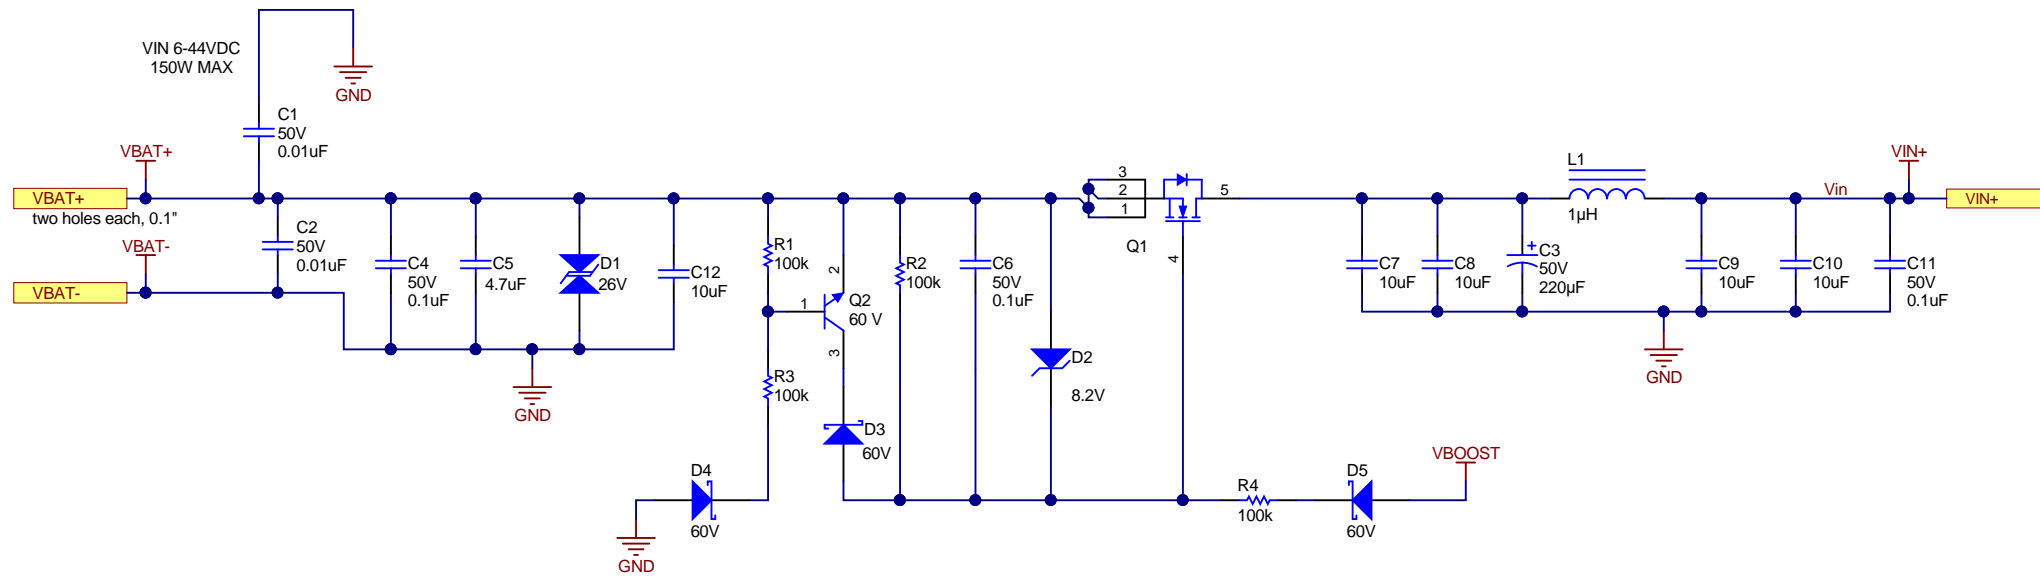 VIN 6-44VDC
150W MAX
GND
C1
50V
0.01uF
VBAT+
VBAT+
two holes each, 0.1"
VBAT-
VBAT-
C2
50V
0.01uF
C4
50V
0.1uF
C5
4.7uF
D1
26V
C12
10uF
GND
R1
100k
R3
100k
1
2
3
Q2
60 V
D3
60V
D4
60V
GND
R2
100k
C6
50V
0.1uF
D2
8.2V
3
2
1
Q1
5
4
R4
100k
D5
60V
VBOOST
C7
10uF
C8
10uF
+
C3
50V
220µF
L1
1µH
GND
C9
10uF
C10
10uF
C11
50V
0.1uF
Vin
VIN+
VIN+